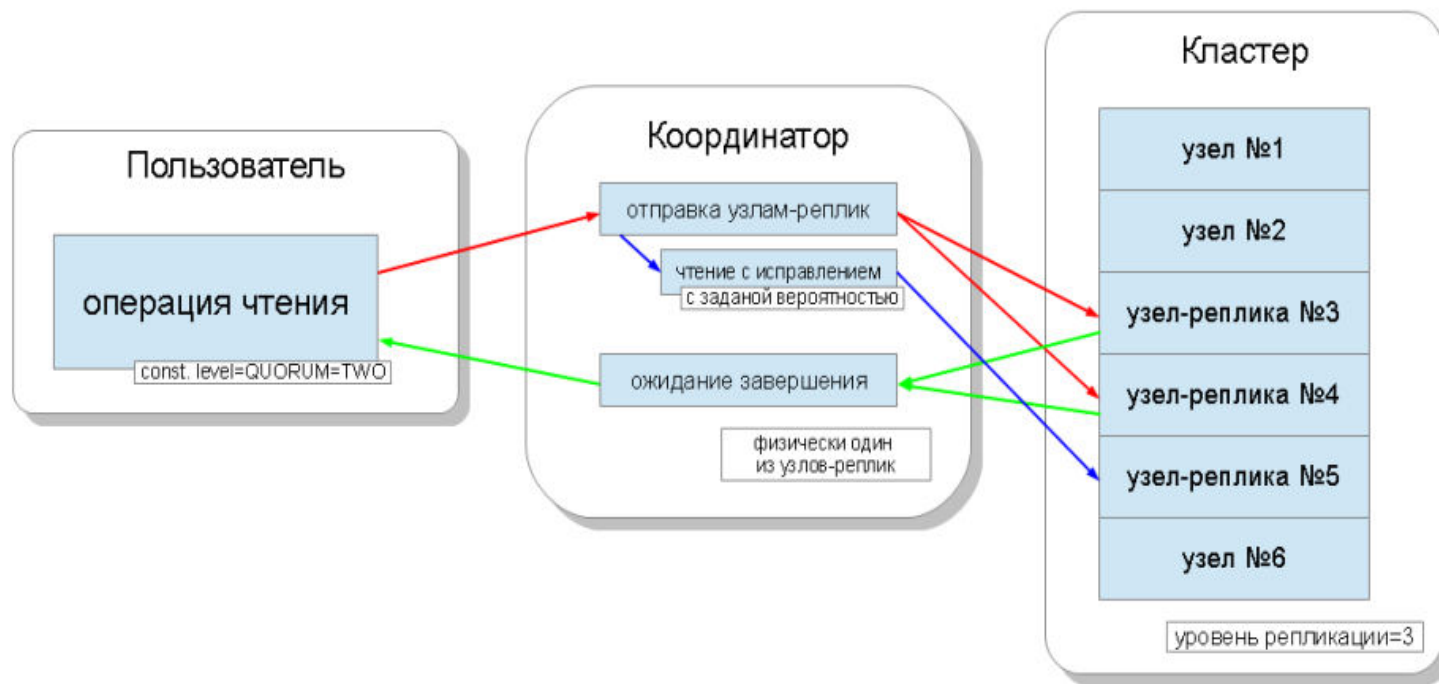 Пользователь
операция чтения
const. level=QUORUM=TWO
Координатор
отправка узлам-реплик
чтение с исправлением
с заданой вероятностью
ожидание завершения
физически один
из узлов-реплик
Кластер
узел №1
узел №2
узел-реплика №3
узел-реплика №4
узел-реплика №5
узел №6
уровень репликации=3